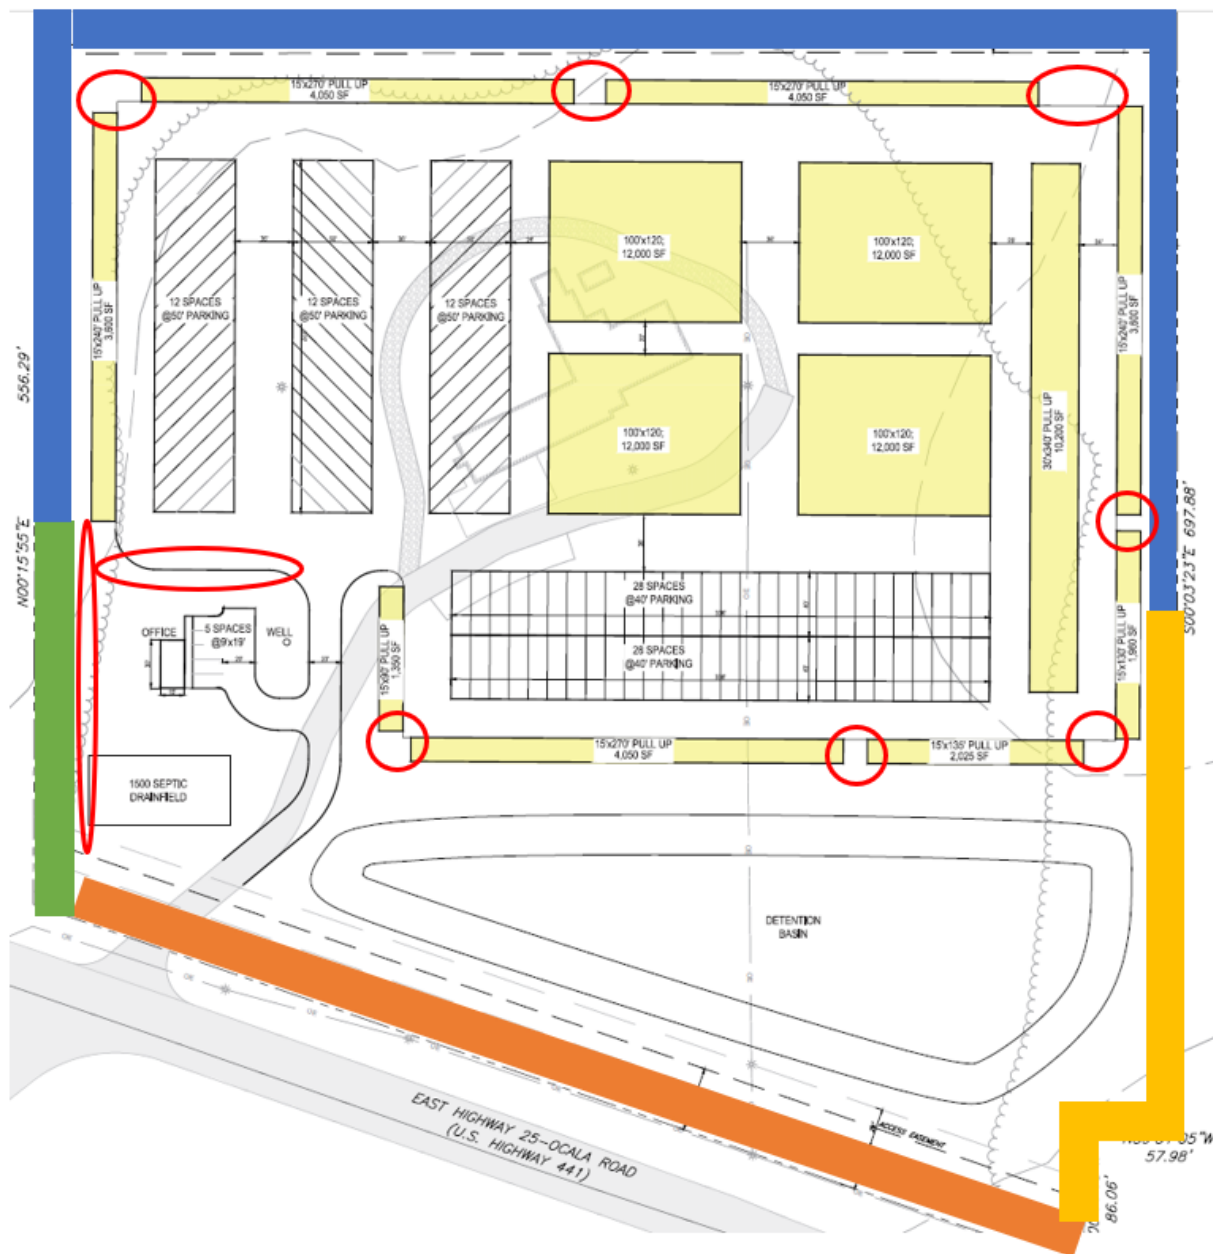 15'x270' PULL UP
4,050 SF
15'x270' PULL UP
4,050 SF
100'x120;
12,000 SF
100'x120;
12,000 SF
12 SPACES
@50' PARKING
12 SPACES
@50' PARKING
12 SPACES
@50' PARKING
15'x240' PULL UP
3,600 SF
15'x240' PULL UP
3,600 SF
556.29'
100'x120;
12,000 SF
100'x120;
12,000 SF
30'x340' PULL UP
10,200 SF
N00°15'55"E
S00°03'23"E 697.88'
28 SPACES
@40' PARKING
OFFICE
5 SPACES
@9'x19'
WELL
28 SPACES
@40' PARKING
15'x90' PULL UP
1,350 SF
15'x130' PULL UP
1,950 SF
15'x270' PULL UP
4,050 SF
15'x135' PULL UP
2,025 SF
1500 SEPTIC
DRAINFIELD
DETENTION
BASIN
EAST HIGHWAY 25-OCALA ROAD
(U.S. HIGHWAY 441)
ACCESS EASEMENT
57.98'
86.06'